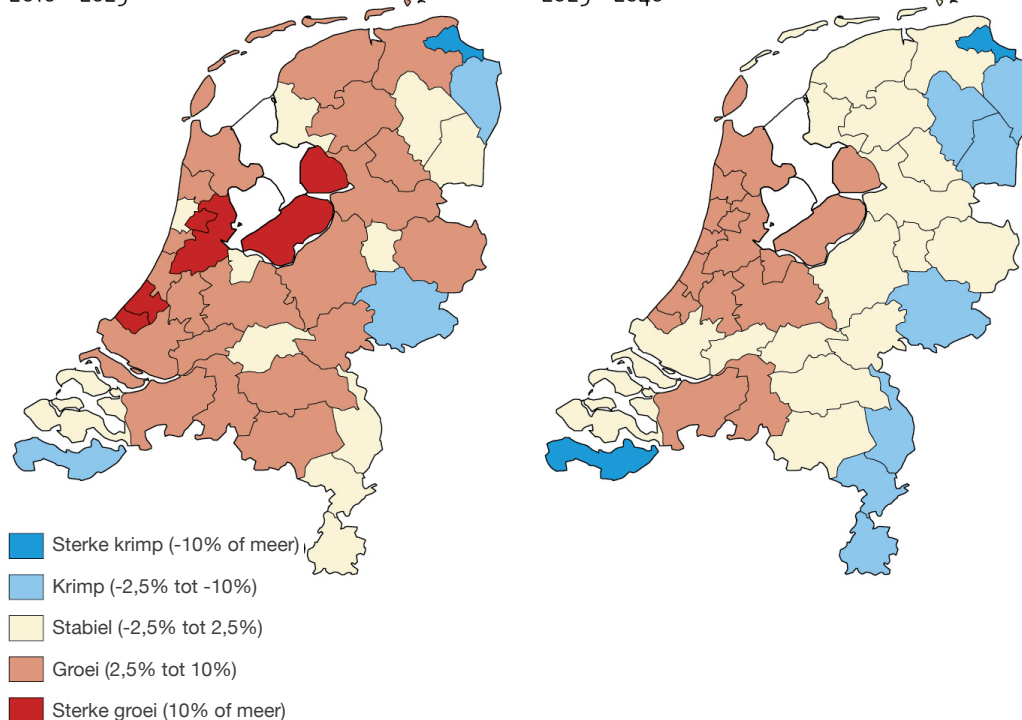 Sterke krimp (-10% of meer)
Krimp (-2,5% tot -10%)
Stabiel (-2,5% tot 2,5%)
Groei (2,5% tot 10%)
Sterke groei (10% of meer)